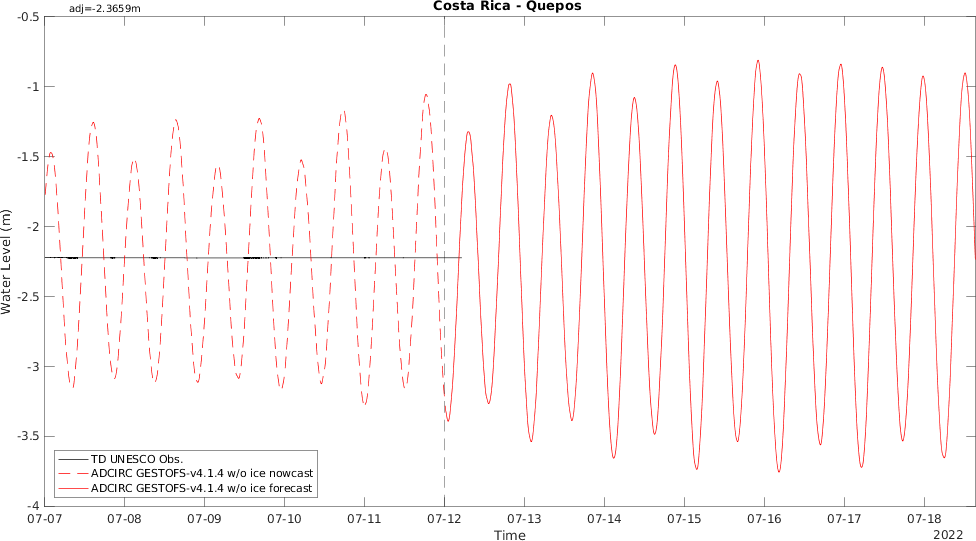 adj=-2.3659m
Costa Rica - Quepos
-0.5
-1
-1.5
-2
-2.5
-3
-3.5
-4
Water Level (m)
TD UNESCO Obs.
ADCIRC GESTOFS-v4.1.4 w/o ice nowcast
ADCIRC GESTOFS-v4.1.4 w/o ice forecast
07-07 07-08 07-09 07-10 07-11 07-12 07-13 07-14 07-15 07-16 07-17 07-18
Time
2022